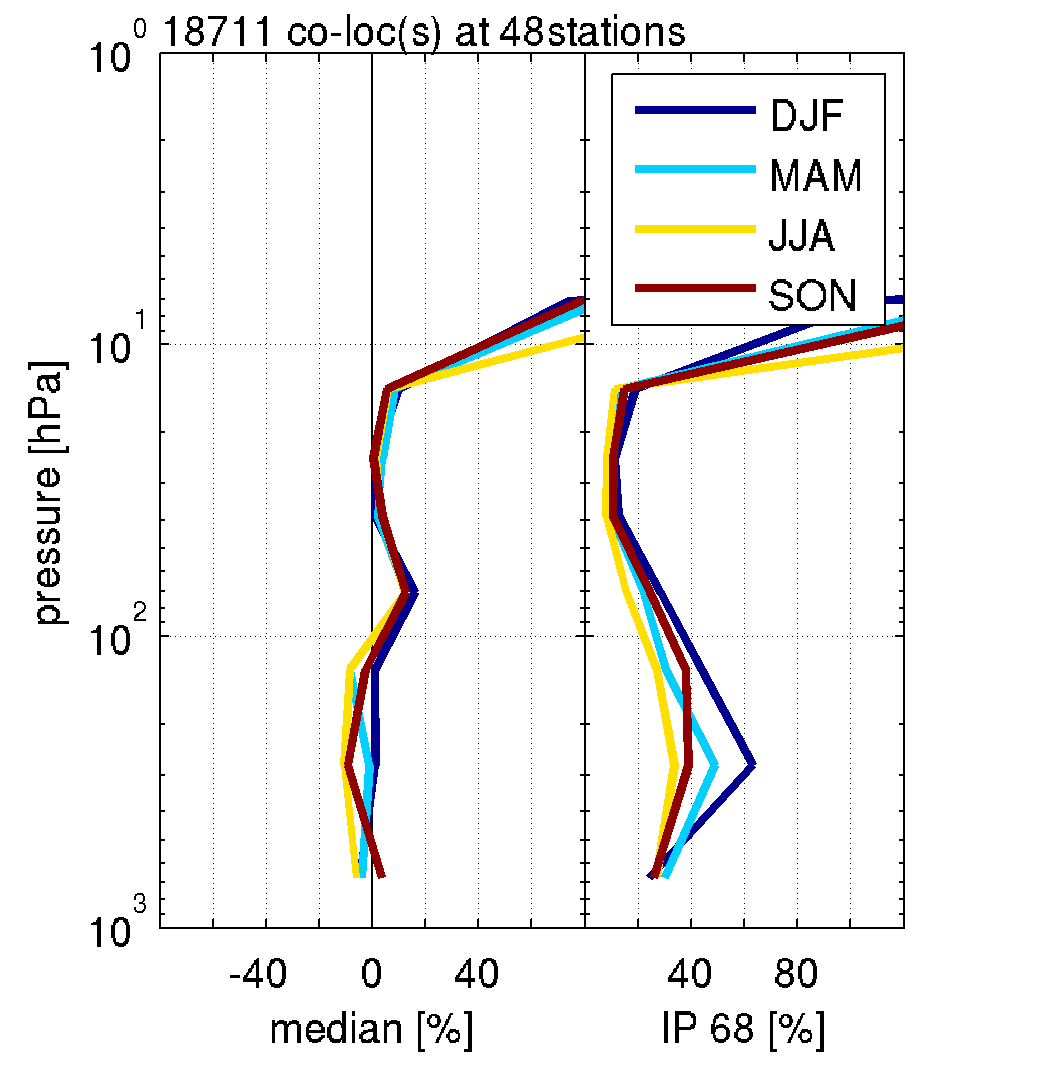 18711 co-loc(s) at 48stations
10^0
10^1
10^2
10^3
pressure [hPa]
DJF
MAM
JJA
SON
-40 0 40
40 80
median [%]
IP 68 [%]